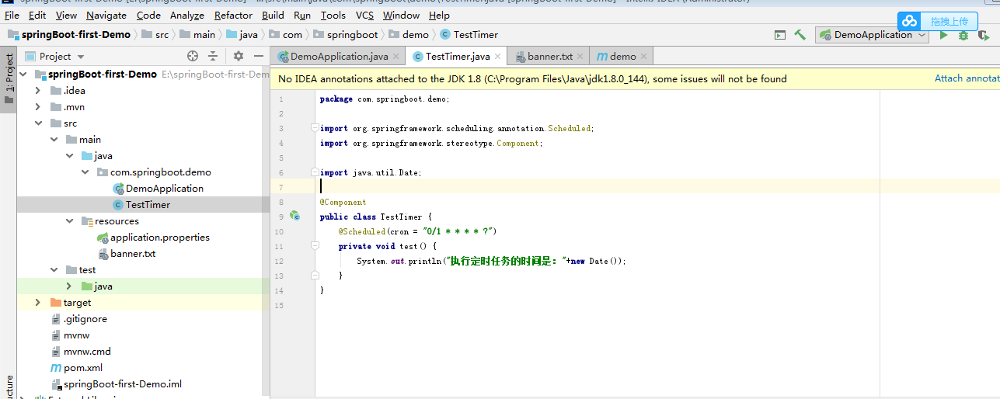 File Edit View Navigate Code Analyze Refactor Build Run Tools VCS Window Help
拖拽上传
springBoot-first-Demo src main java com springboot demo TestTimer
DemoApplication
1: Project
Project
DemoApplication.java TestTimer.java banner.txt demo
springBoot-first-Demo E:\springBoot-first-Dem
No IDEA annotations attached to the JDK 1.8 (C:\Program Files\Java\jdk1.8.0_144), some issues will not be found Attach annotat
.idea
.mvn
src
main
java
com.springboot.demo
DemoApplication
TestTimer
resources
application.properties
banner.txt
test
java
target
.gitignore
mvnw
mvnw.cmd
pom.xml
springBoot-first-Demo.iml
1 package com.springboot.demo;
2
3 import org.springframework.scheduling.annotation.Scheduled;
4 import org.springframework.stereotype.Component;
5
6 import java.util.Date;
7
8 @Component
9 public class TestTimer {
10 @Scheduled(cron = "0/1 * * * * ?")
11 private void test() {
12 System.out.println("执行定时任务的时间是："+new Date());
13 }
14 }
15